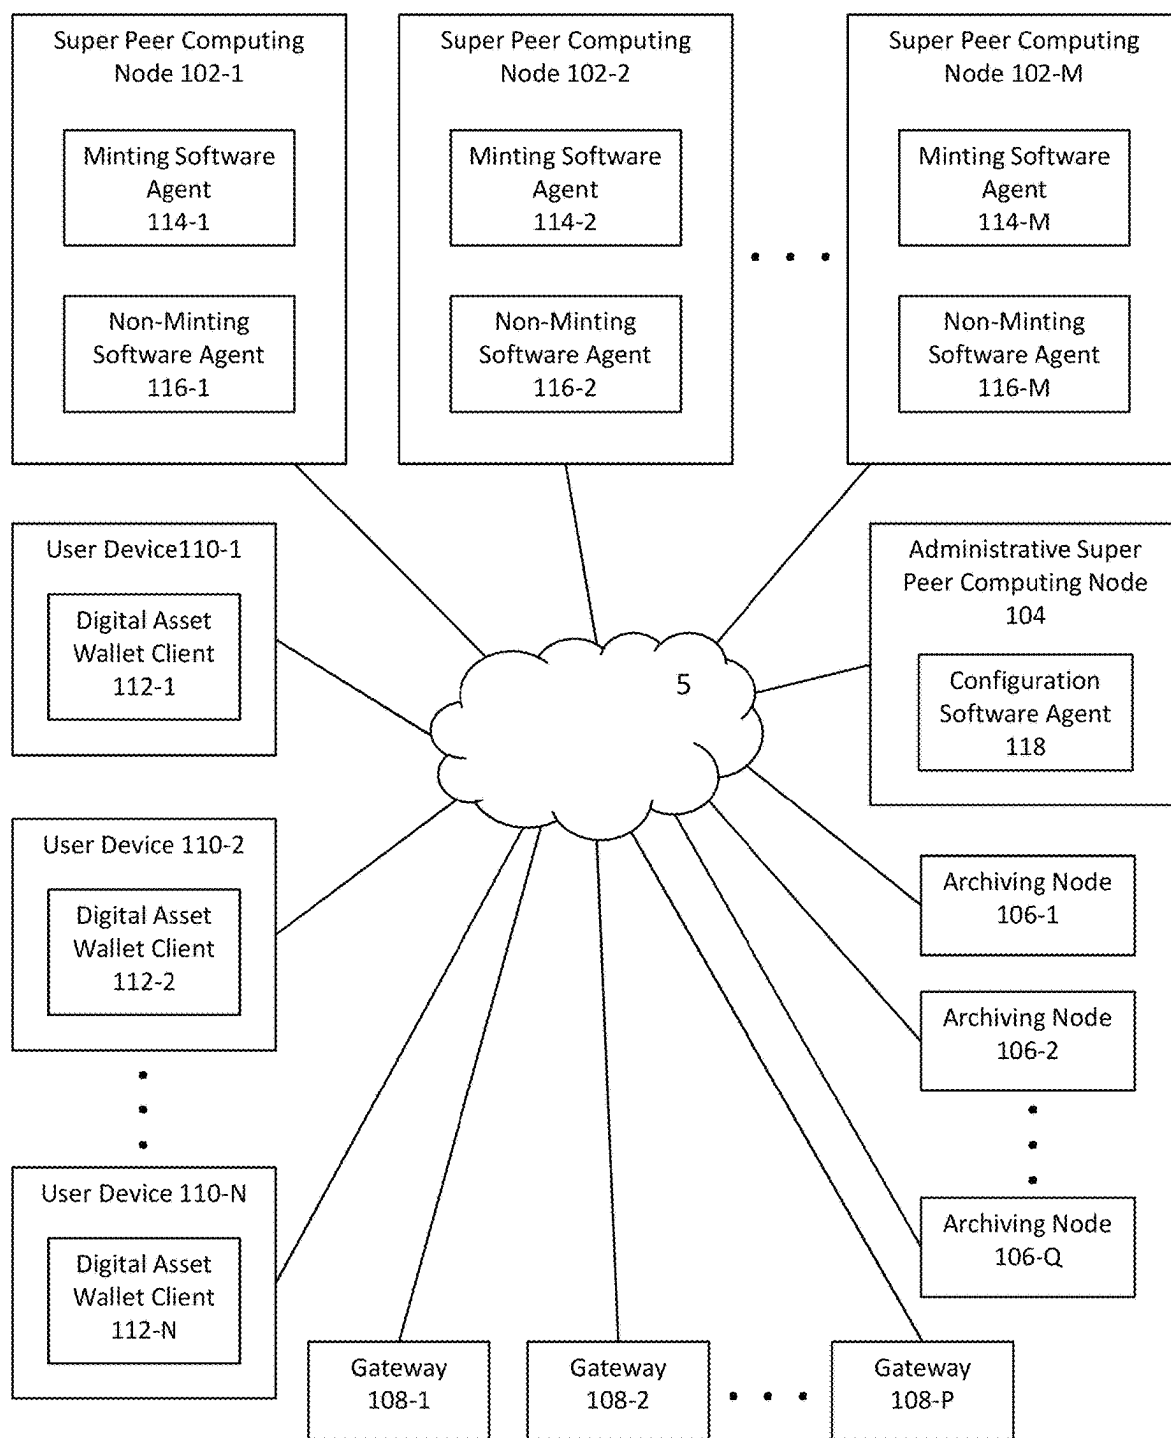 Super Peer Computing
Node 102-1
Minting Software
Agent
114-1
Non-Minting
Software Agent
116-1
Super Peer Computing
Node 102-2
Minting Software
Agent
114-2
Non-Minting
Software Agent
116-2
Super Peer Computing
Node 102-M
Minting Software
Agent
114-M
Non-Minting
Software Agent
116-M
User Device110-1
Digital Asset
Wallet Client
112-1
5
Administrative Super
Peer Computing Node
104
Configuration
Software Agent
118
User Device 110-2
Digital Asset
Wallet Client
112-2
Archiving Node
106-1
Archiving Node
106-2
User Device 110-N
Digital Asset
Wallet Client
112-N
Archiving Node
106-Q
Gateway
108-1
Gateway
108-2
Gateway
108-P